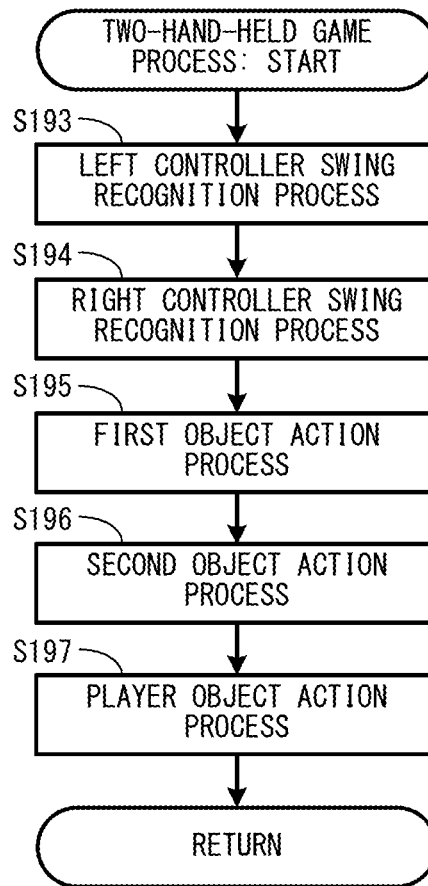 TWO-HAND-HELD GAME
PROCESS: START
S193
LEFT CONTROLLER SWING
RECOGNITION PROCESS
S194
RIGHT CONTROLLER SWING
RECOGNITION PROCESS
S195
FIRST OBJECT ACTION
PROCESS
S196
SECOND OBJECT ACTION
PROCESS
S197
PLAYER OBJECT ACTION
PROCESS
RETURN